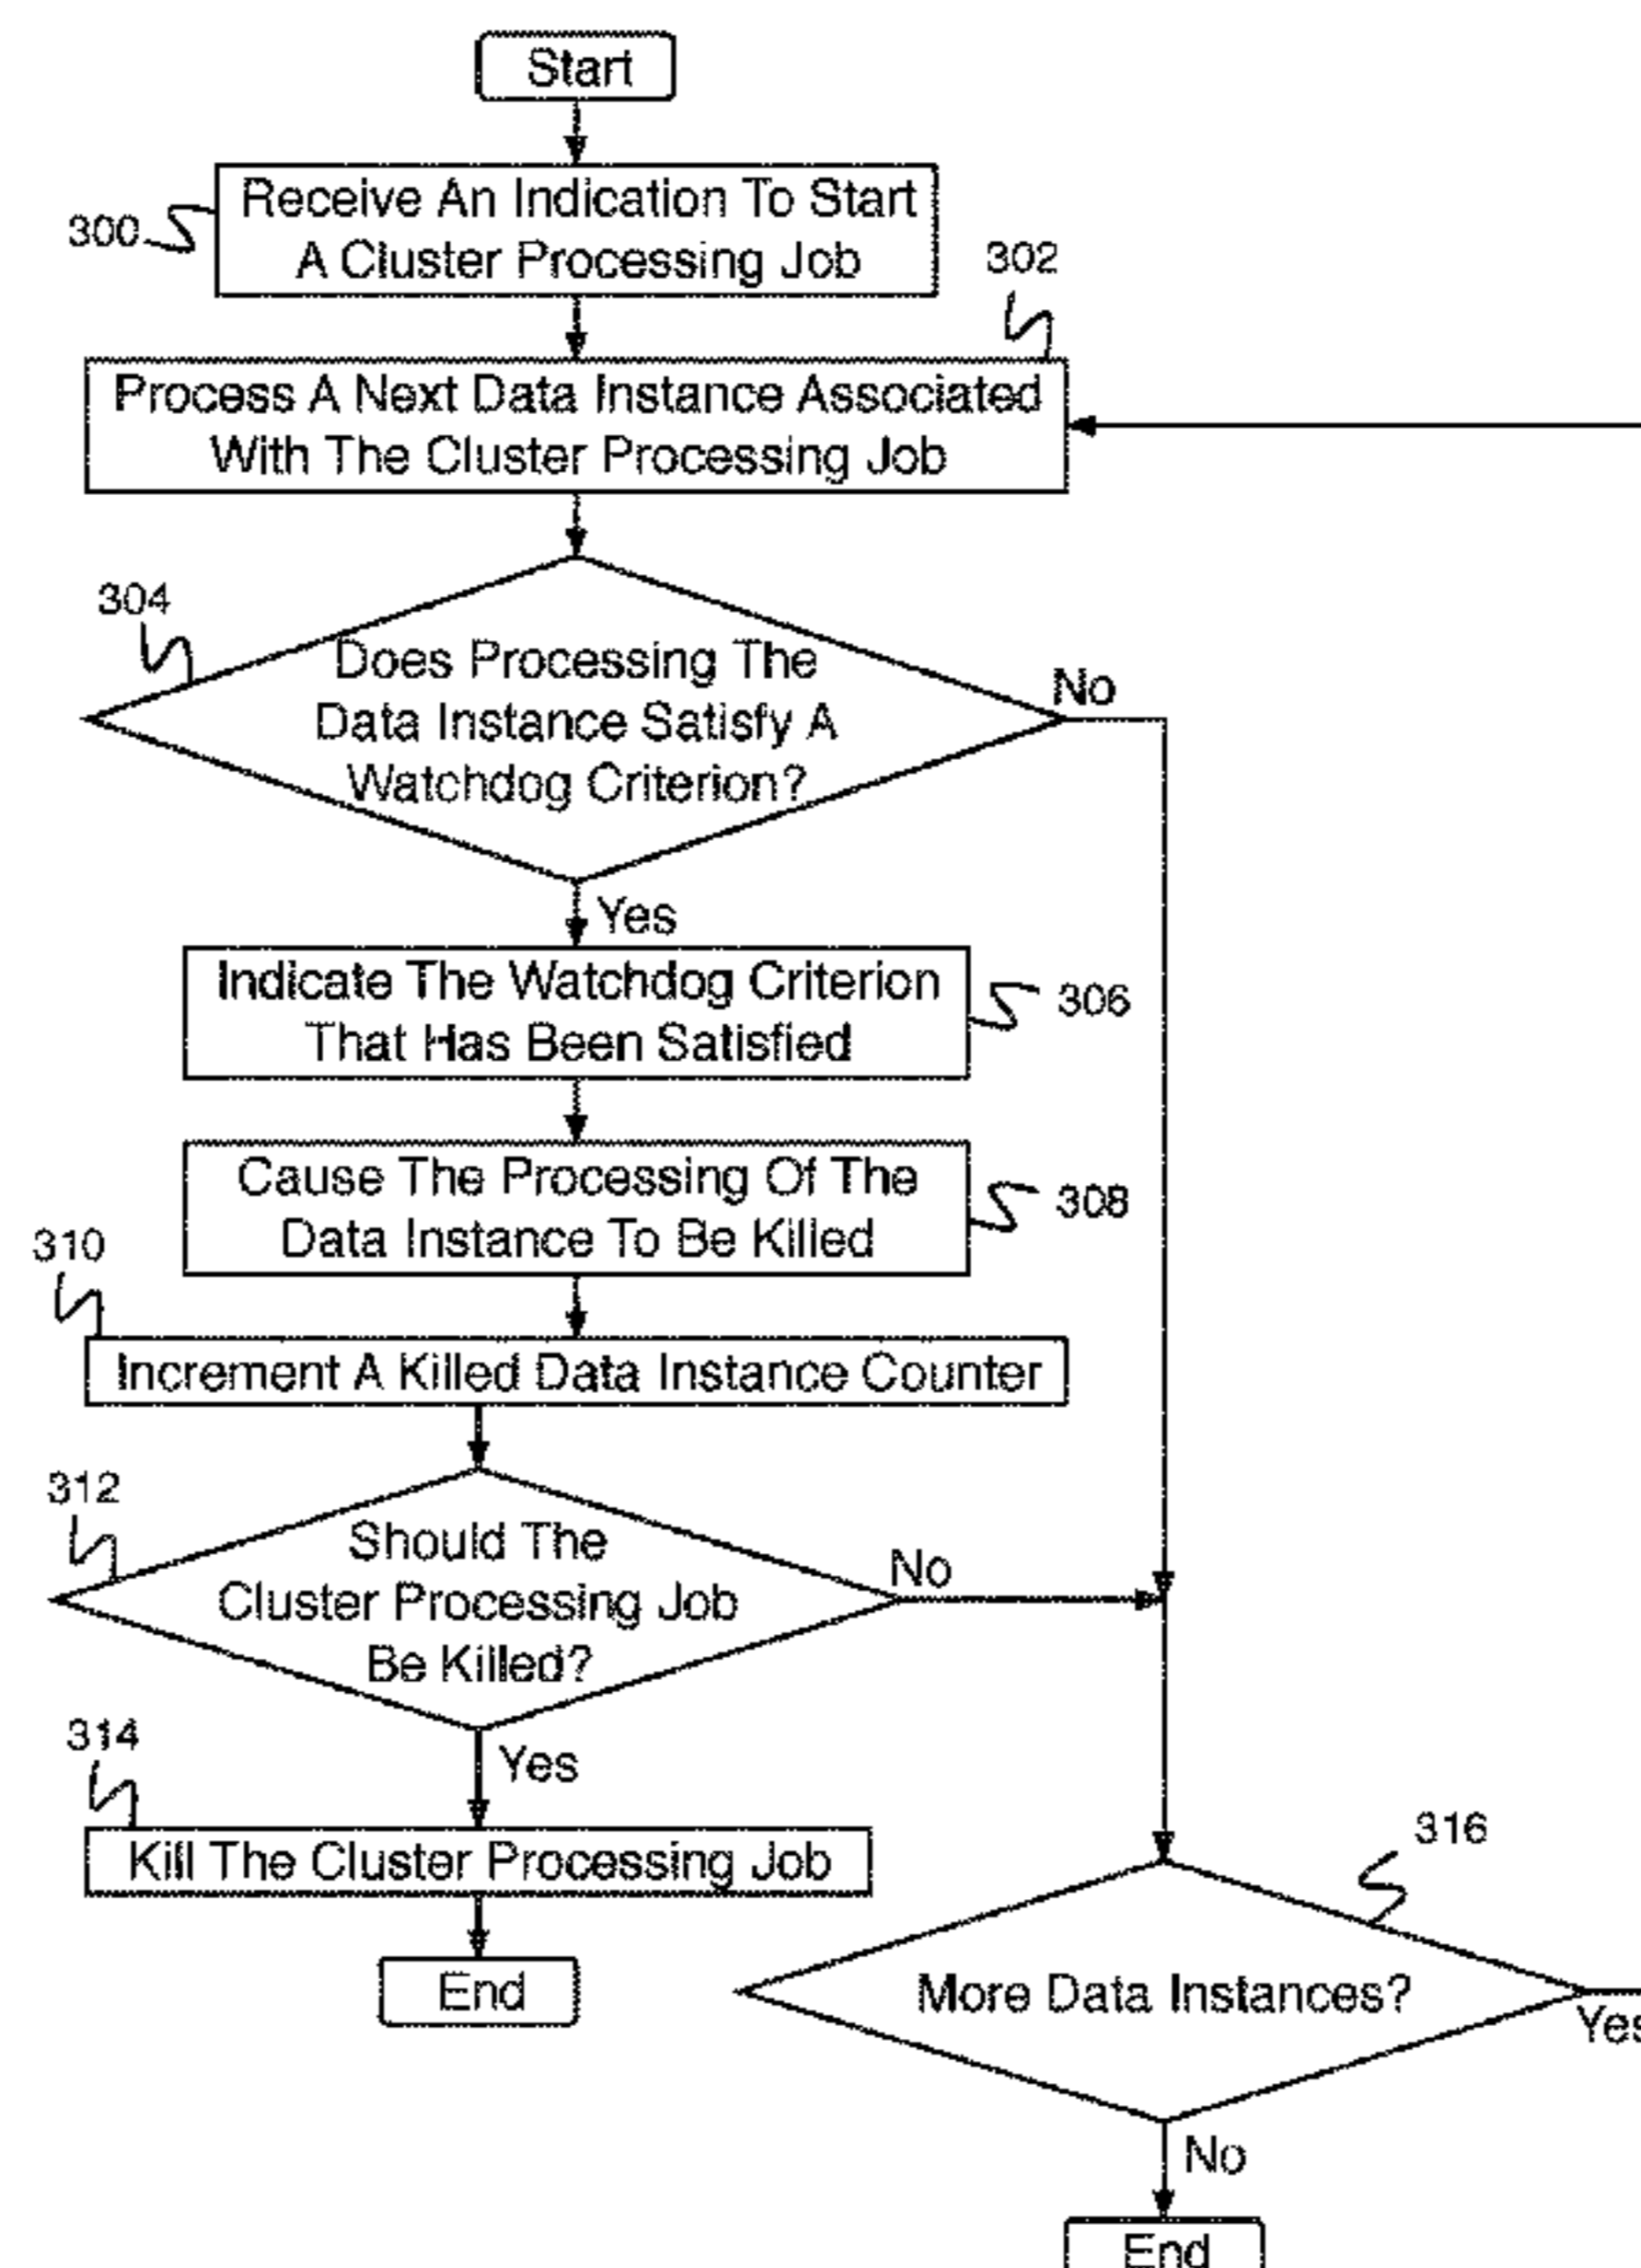 Start
300
Receive An Indication To Start
A Cluster Processing Job
302
Process A Next Data Instance Associated
With The Cluster Processing Job
304
Does Processing The
Data Instance Satisfy A
Watchdog Criterion?
No
Yes
Indicate The Watchdog Criterion
That Has Been Satisfied
306
Cause The Processing Of The
Data Instance To Be Killed
308
310
Increment A Killed Data Instance Counter
312
Should The
Cluster Processing Job
Be Killed?
No
Yes
314
Kill The Cluster Processing Job
End
316
More Data Instances?
Yes
No
End